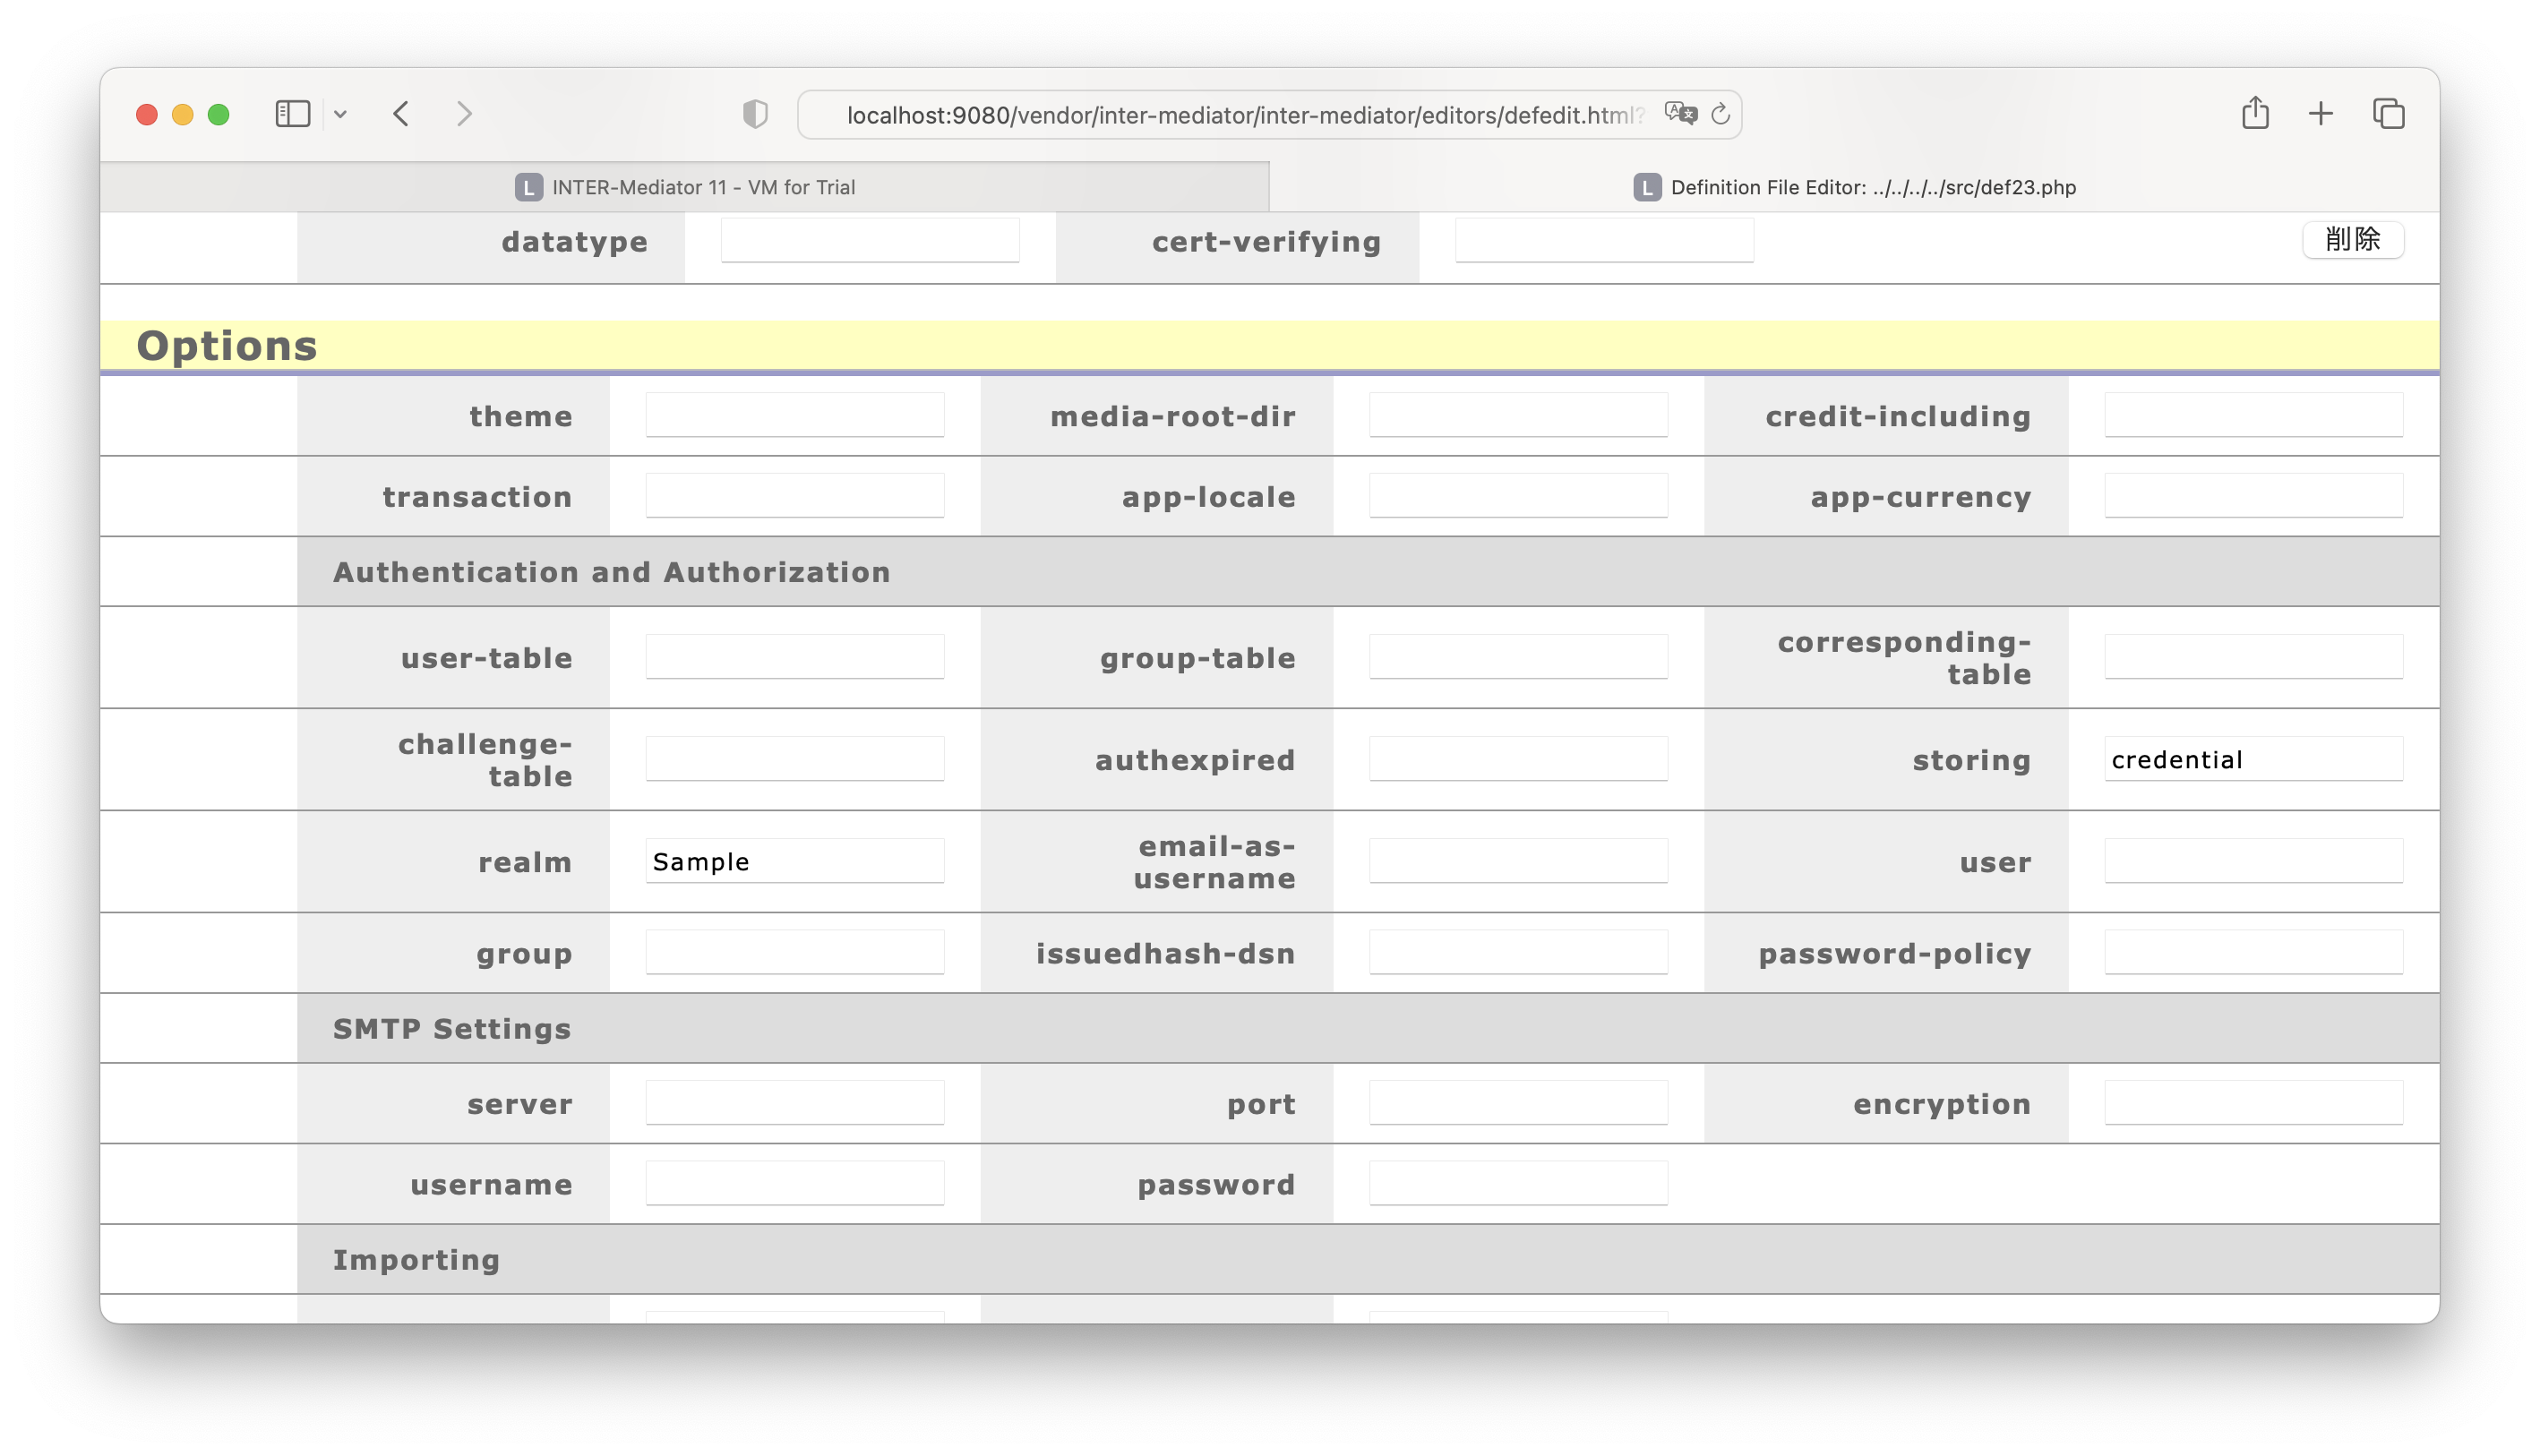 localhost:9080/vendor/inter-mediator/inter-mediator/editors/defedit.html?
L INTER-Mediator 11 - VM for Trial
L Definition File Editor: ../../../../src/def23.php
datatype cert-verifying 削除
Options
theme media-root-dir credit-including
transaction app-locale app-currency
Authentication and Authorization
user-table group-table corresponding-
table
challenge-
table authexpired storing credential
realm Sample email-as-
username user
group issuedhash-dsn password-policy
SMTP Settings
server port encryption
username password
Importing